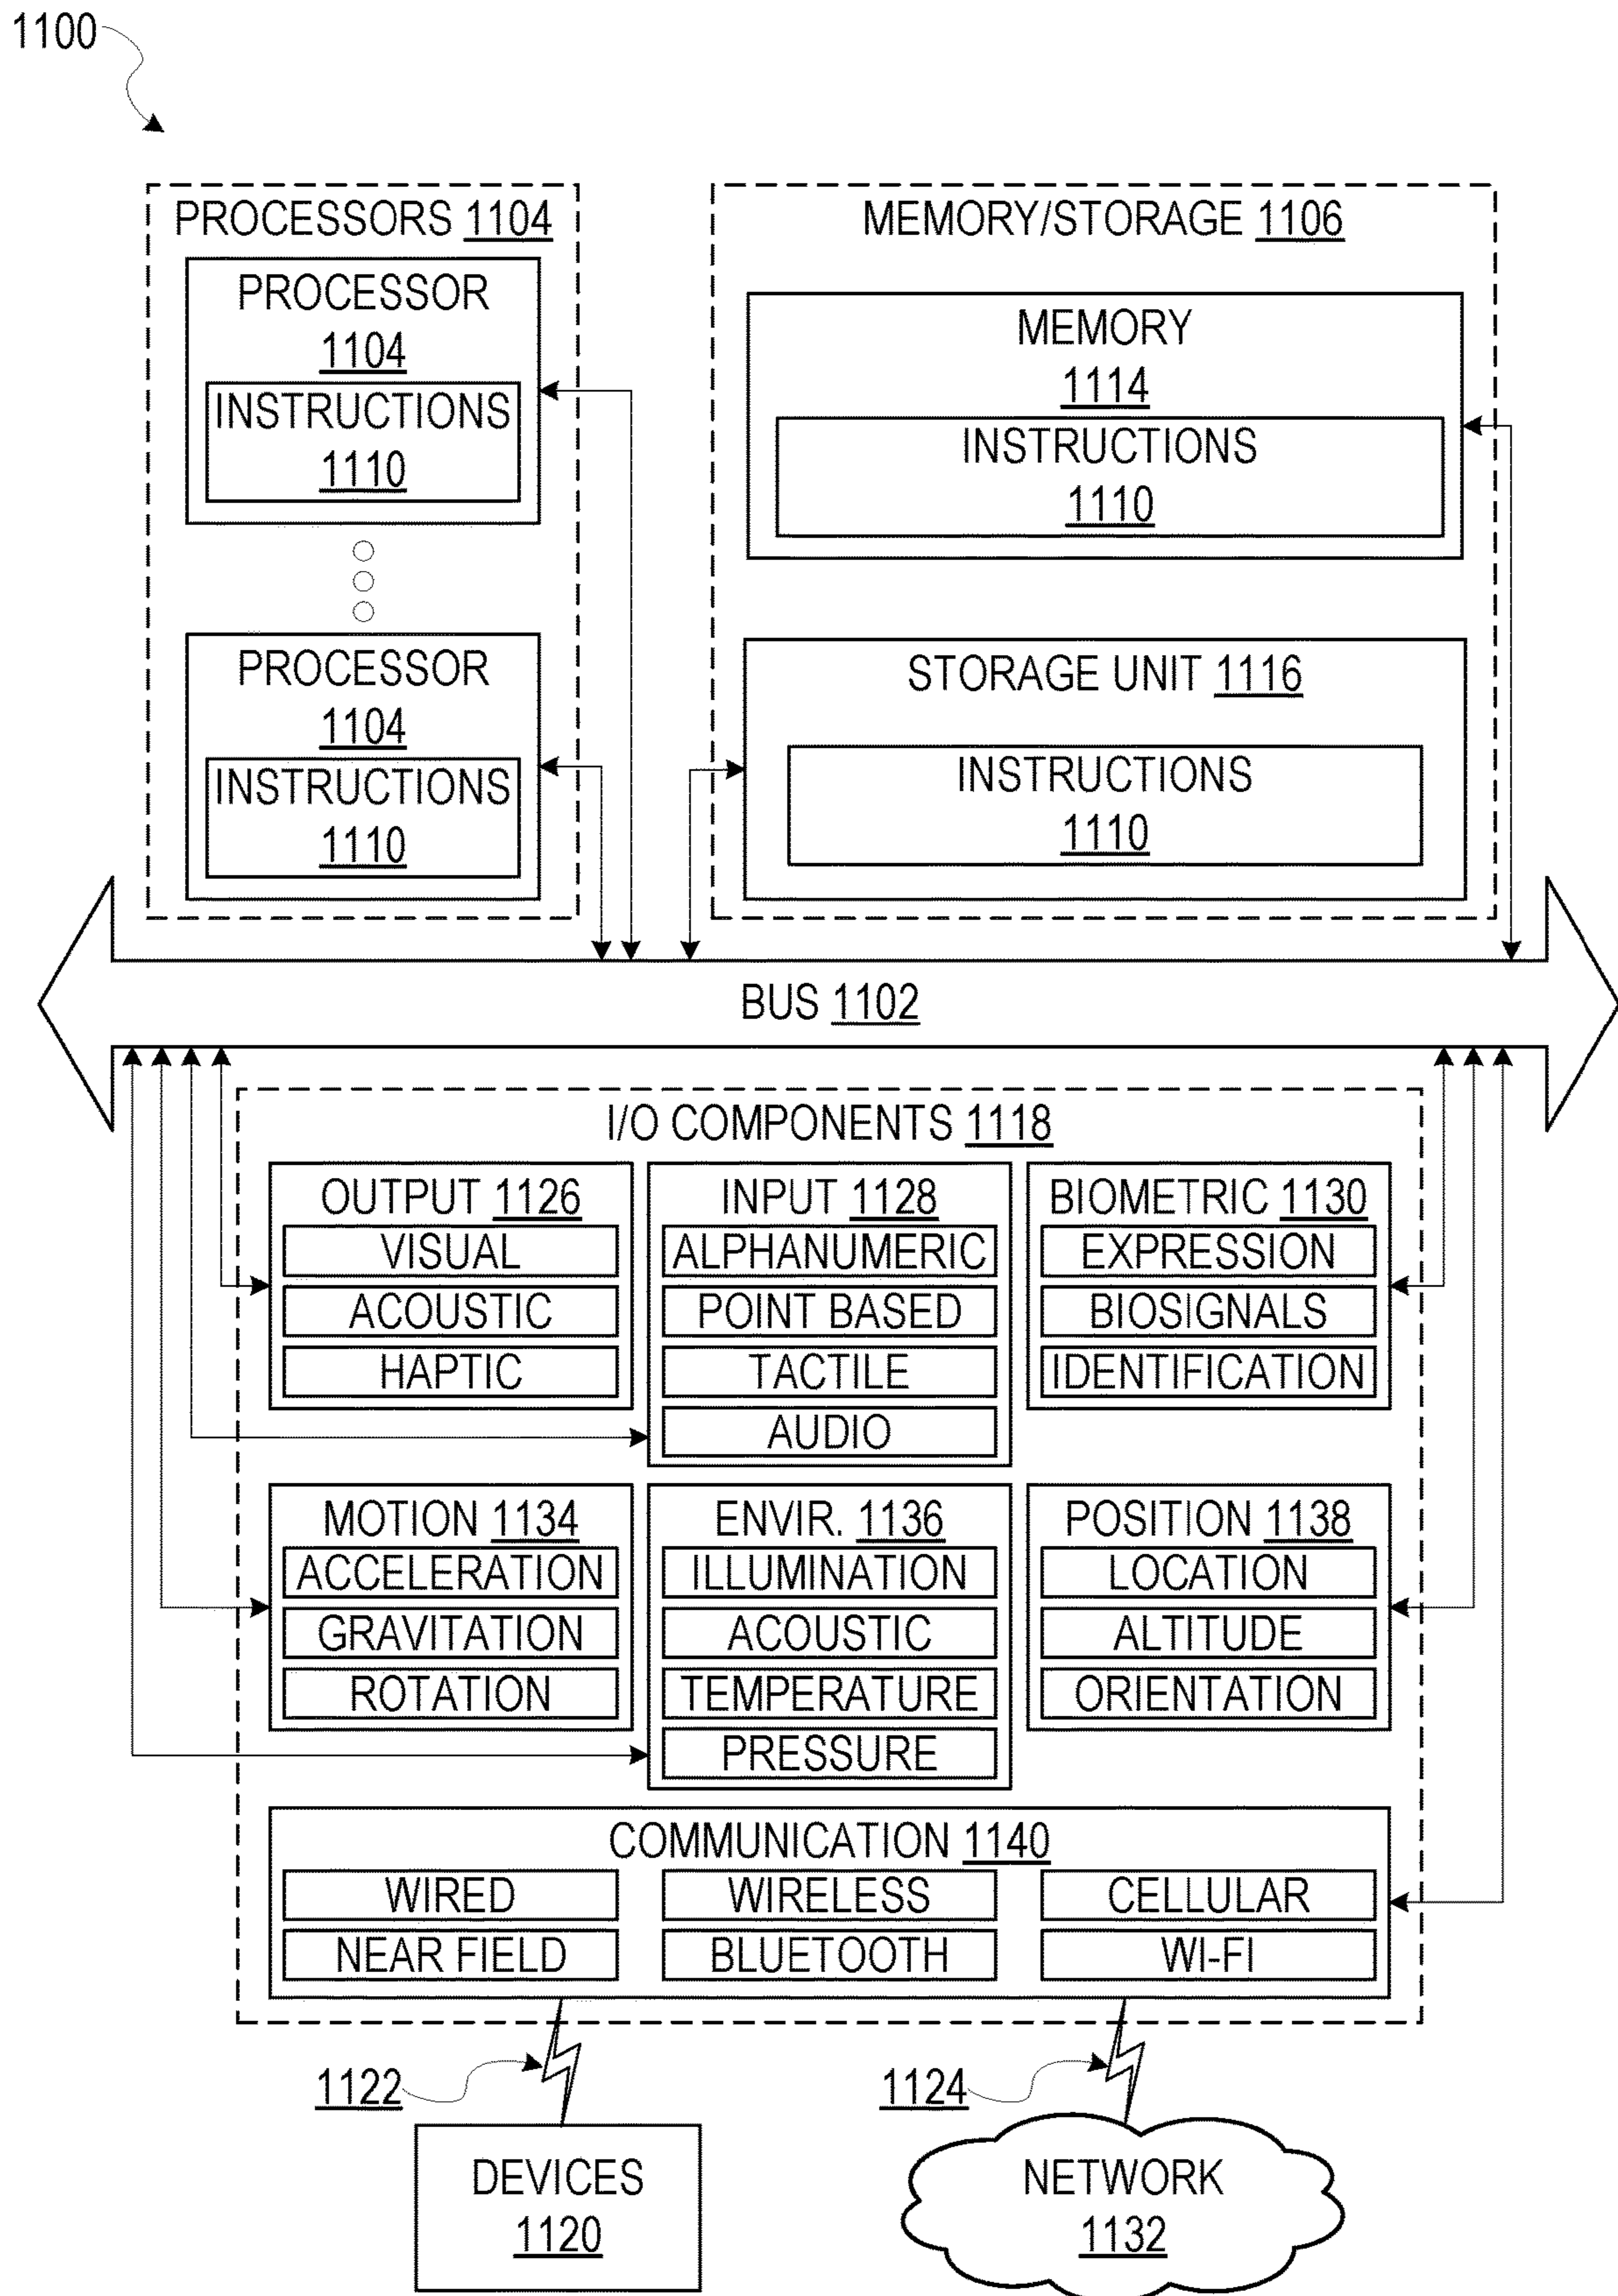 1100
PROCESSORS 1104
PROCESSOR
1104
INSTRUCTIONS
1110
PROCESSOR
1104
INSTRUCTIONS
1110
MEMORY/STORAGE 1106
MEMORY
1114
INSTRUCTIONS
1110
STORAGE UNIT 1116
INSTRUCTIONS
1110
BUS 1102
I/O COMPONENTS 1118
OUTPUT 1126
VISUAL
ACOUSTIC
HAPTIC
INPUT 1128
ALPHANUMERIC
POINT BASED
TACTILE
AUDIO
BIOMETRIC 1130
EXPRESSION
BIOSIGNALS
IDENTIFICATION
MOTION 1134
ACCELERATION
GRAVITATION
ROTATION
ENVIR. 1136
ILLUMINATION
ACOUSTIC
TEMPERATURE
PRESSURE
POSITION 1138
LOCATION
ALTITUDE
ORIENTATION
COMMUNICATION 1140
WIRED
WIRELESS
CELLULAR
NEAR FIELD
BLUETOOTH
WI-FI
1122
1124
DEVICES
1120
NETWORK
1132